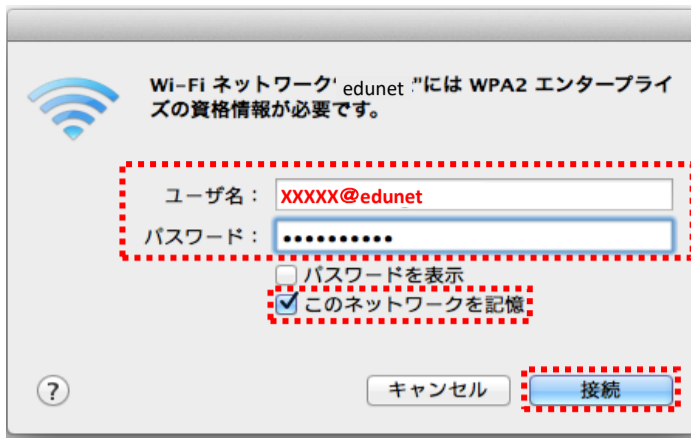 Wi-Fi ネットワーク“ edunet "には WPA2 エンタープライ
ズの資格情報が必要です。
ユーザ名： XXXXX@edunet
パスワード： ••••••••••
パスワードを表示
このネットワークを記憶
? キャンセル 接続